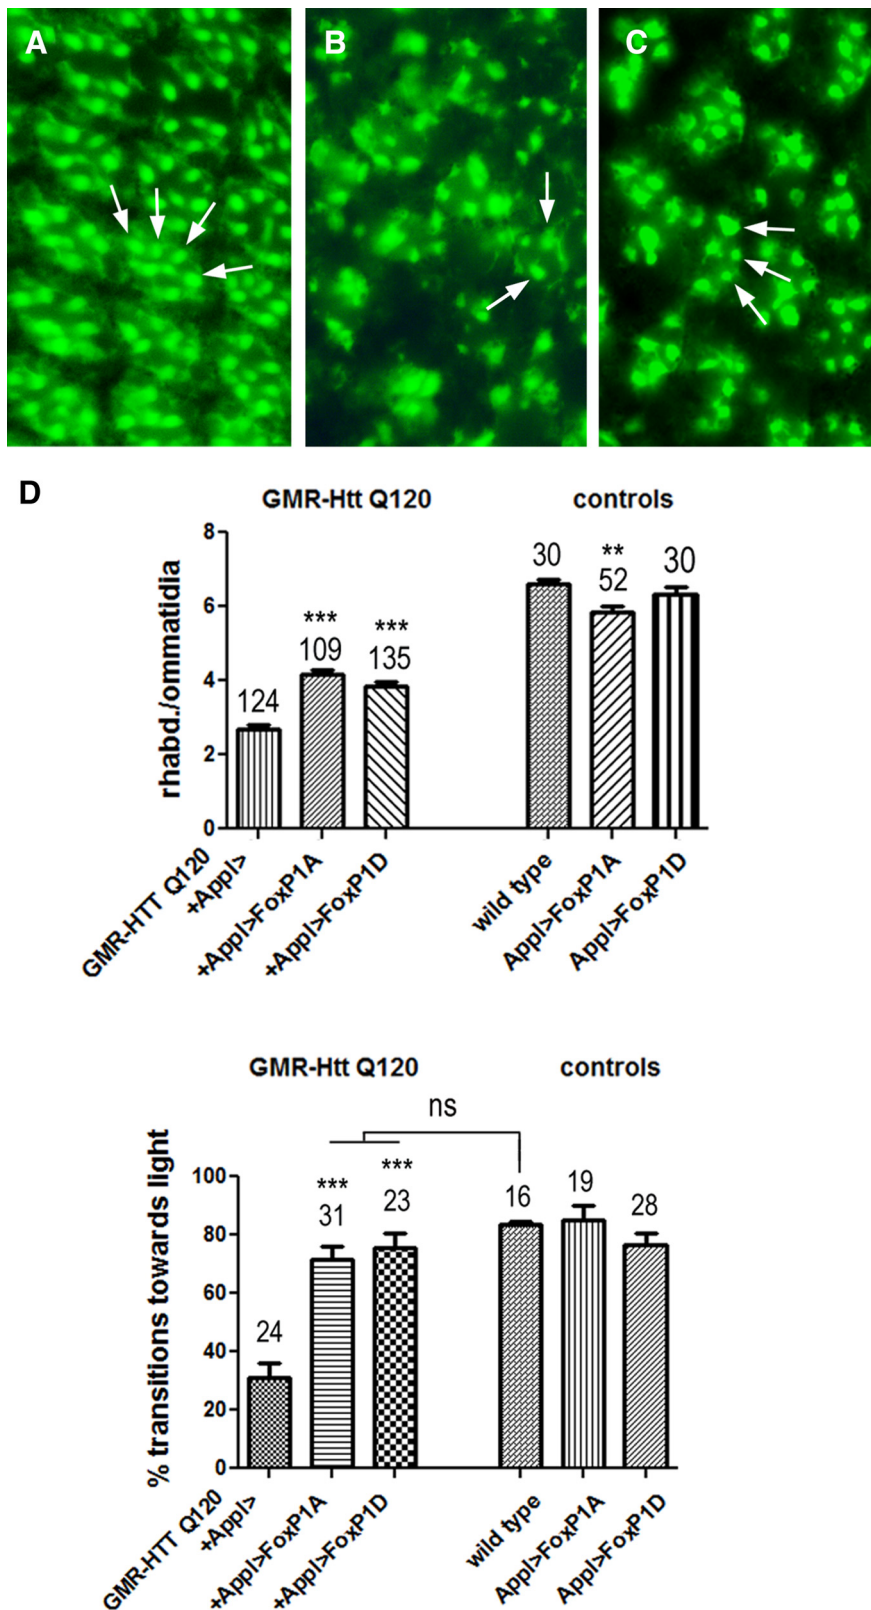 A B C
D
GMR-Htt Q120 controls
rhabd./ommatidia
8
6
4
2
0
124
***
109
***
135
30
**
52
30
GMR-HTT Q120
+Appl>
+Appl>FoxP1A
+Appl>FoxP1D
wild type
Appl>FoxP1A
Appl>FoxP1D
GMR-Htt Q120 controls
ns
% transitions towards light
100
80
60
40
20
0
24
***
31
***
23
16
19
28
GMR-HTT Q120
+Appl>
+Appl>FoxP1A
+Appl>FoxP1D
wild type
Appl>FoxP1A
Appl>FoxP1D